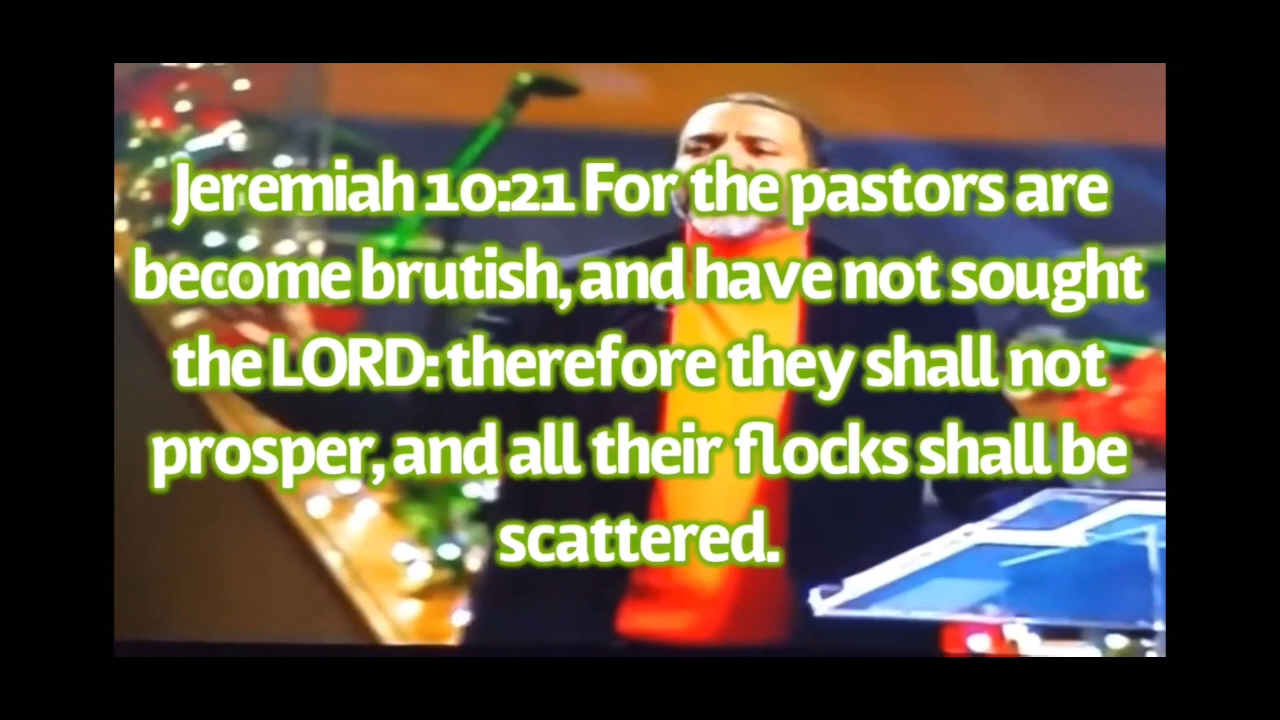 Jeremiah 10:21 For the pastors are
become brutish, and have not sought
the LORD: therefore they shall not
prosper, and all their flocks shall be
scattered.